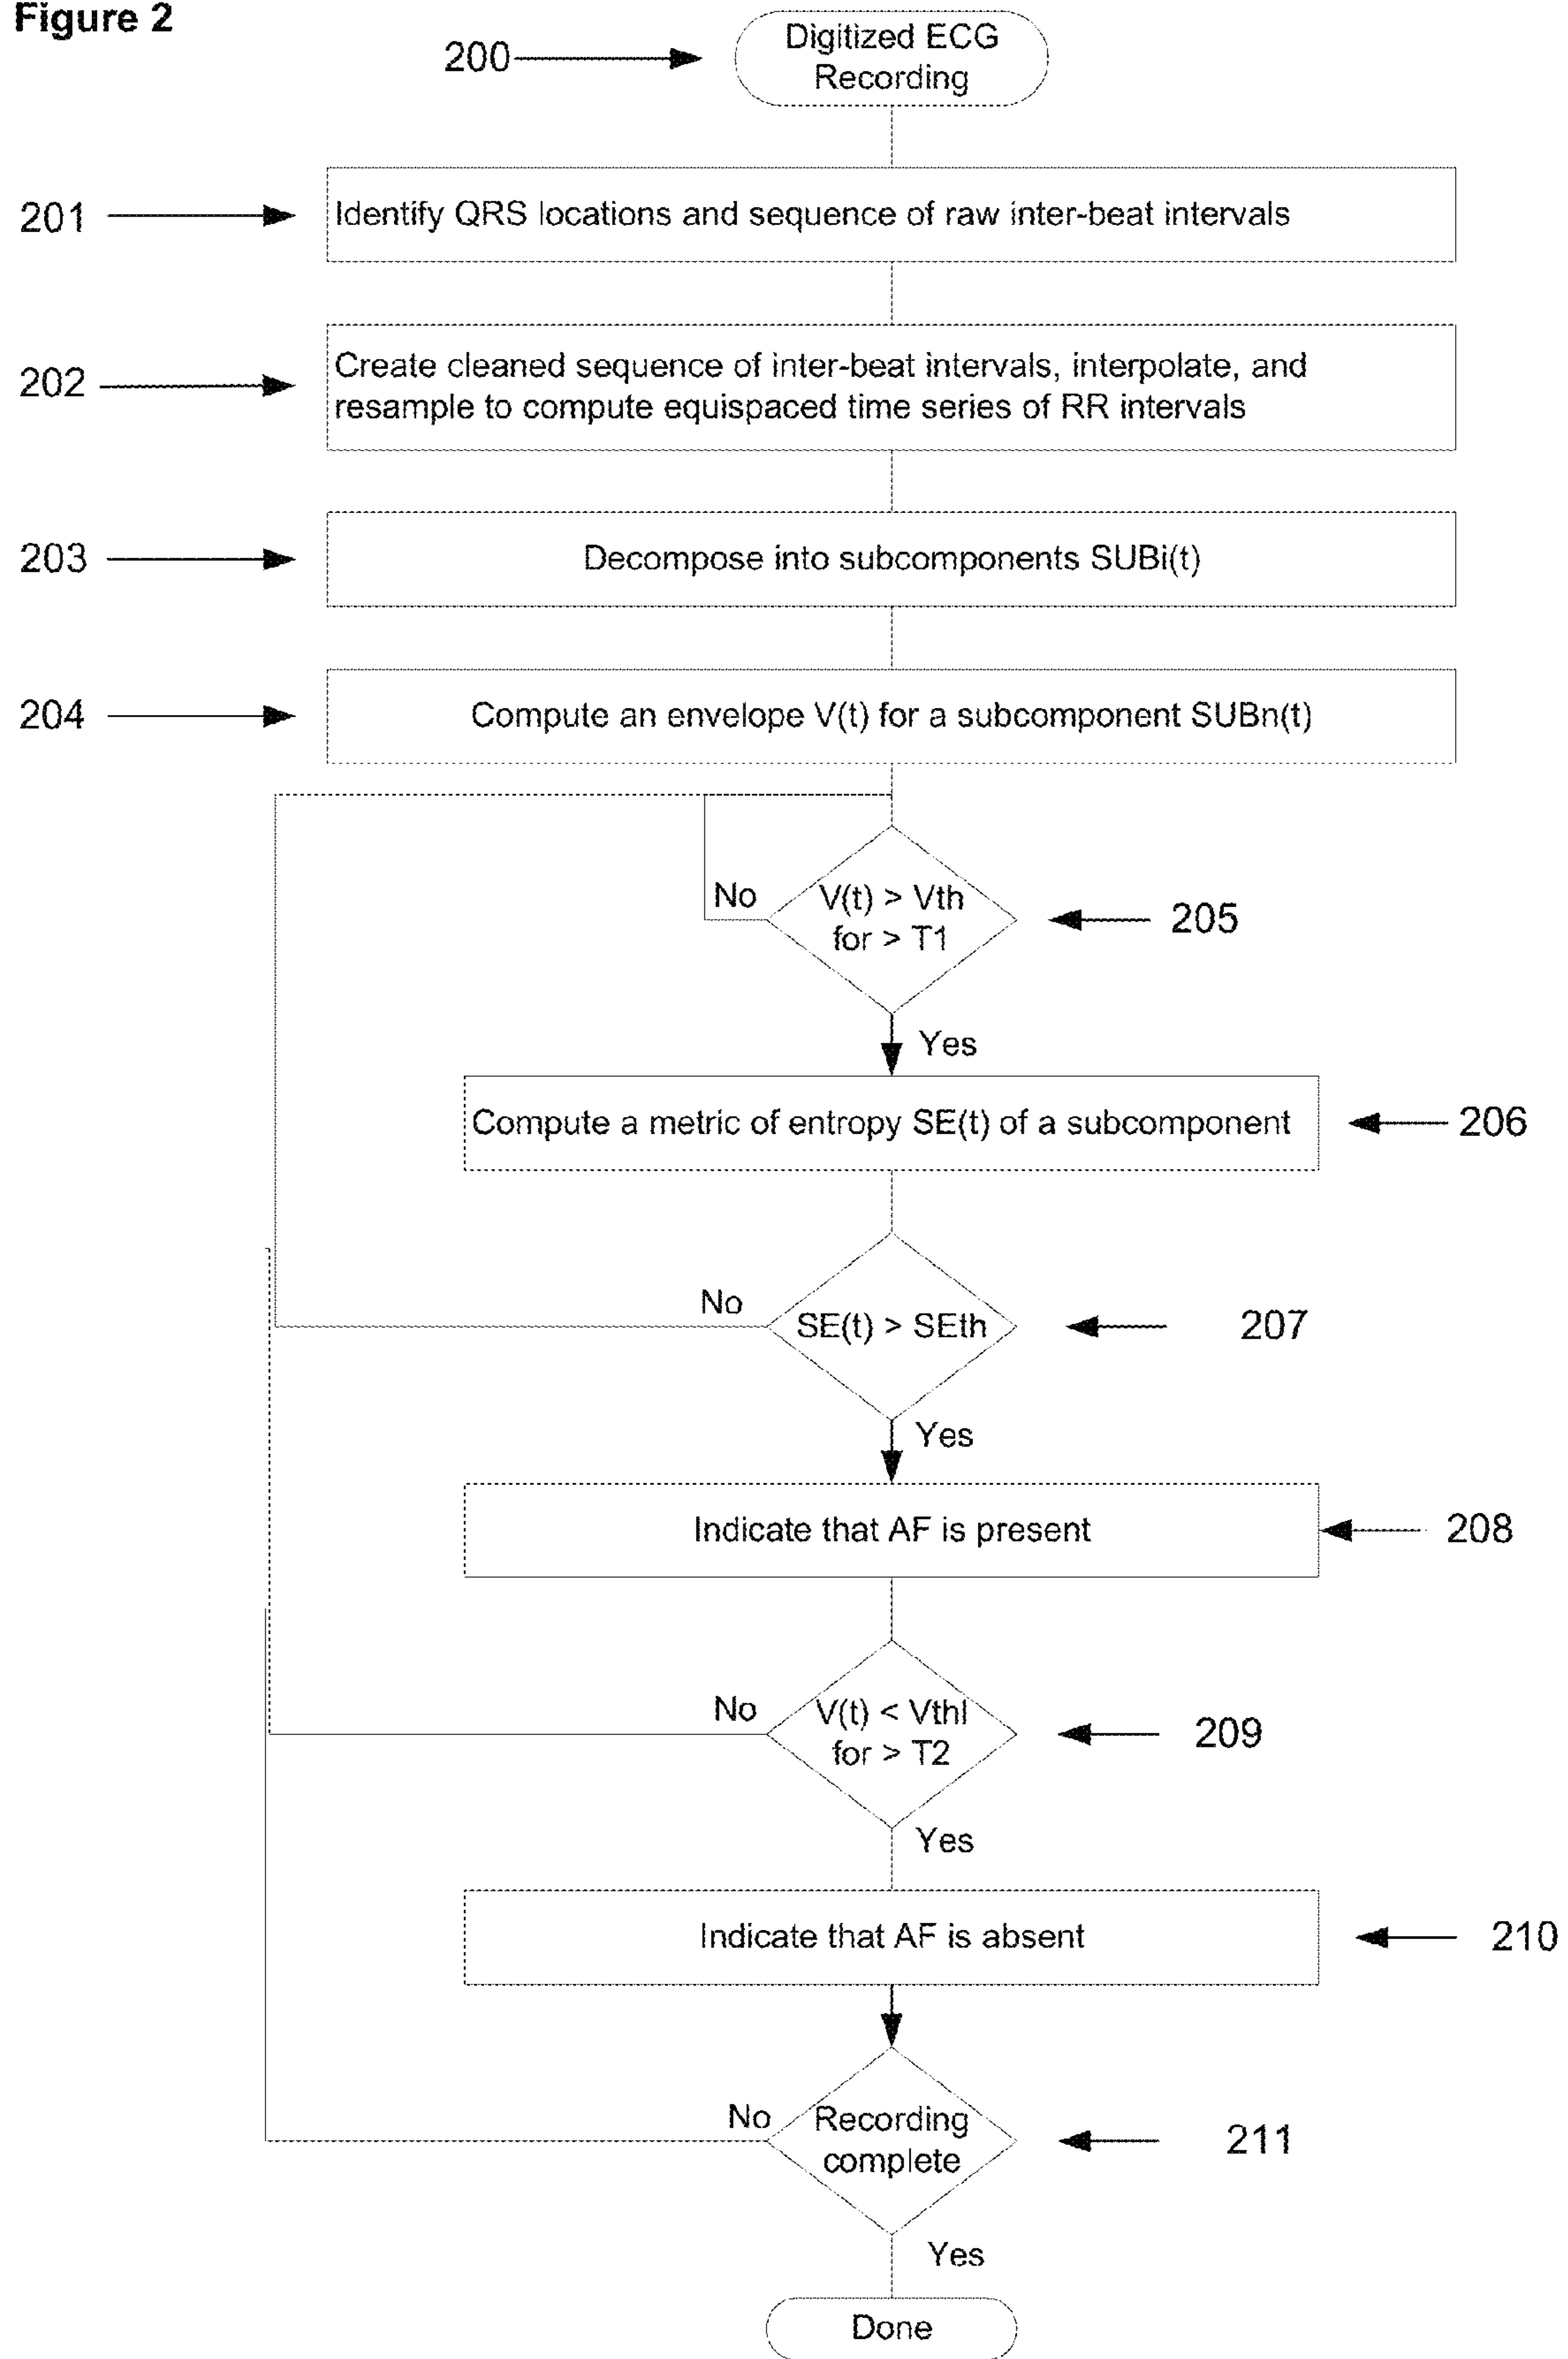 Figure 2
200
Digitized ECG
Recording
201
Identify QRS locations and sequence of raw inter-beat intervals
202
Create cleaned sequence of inter-beat intervals, interpolate, and
resample to compute equispaced time series of RR intervals
203
Decompose into subcomponents SUBi(t)
204
Compute an envelope V(t) for a subcomponent SUBn(t)
No
V(t) > Vth
for > T1
205
Yes
Compute a metric of entropy SE(t) of a subcomponent
206
No
SE(t) > SEth
207
Yes
Indicate that AF is present
208
No
V(t) < Vthl
for > T2
209
Yes
Indicate that AF is absent
210
No
Recording
complete
211
Yes
Done